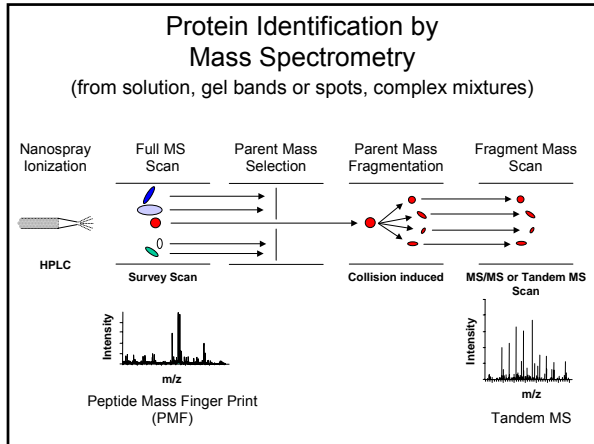 Protein Identification by
Mass Spectrometry
(from solution, gel bands or spots, complex mixtures)
Nanospray
Ionization
Full MS
Scan
Parent Mass
Selection
Parent Mass
Fragmentation
Fragment Mass
Scan
HPLC
Survey Scan
Collision induced
MS/MS or Tandem MS
Scan
Intensity
m/z
Peptide Mass Finger Print
(PMF)
Intensity
m/z
Tandem MS